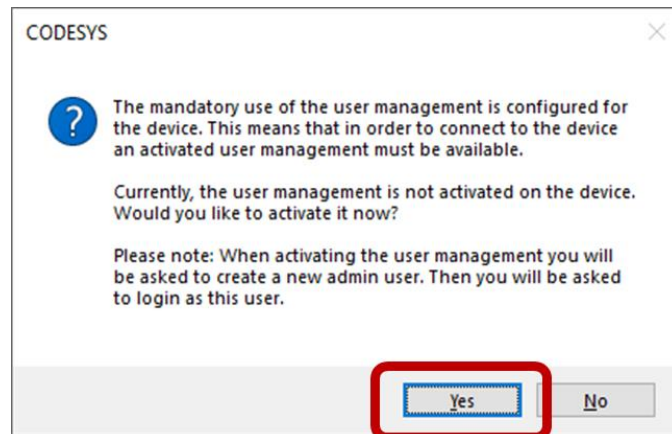 CODESYS
The mandatory use of the user management is configured for
the device. This means that in order to connect to the device
an activated user management must be available.
Currently, the user management is not activated on the device.
Would you like to activate it now?
Please note: When activating the user management you will
be asked to create a new admin user. Then you will be asked
to login as this user.
Yes No